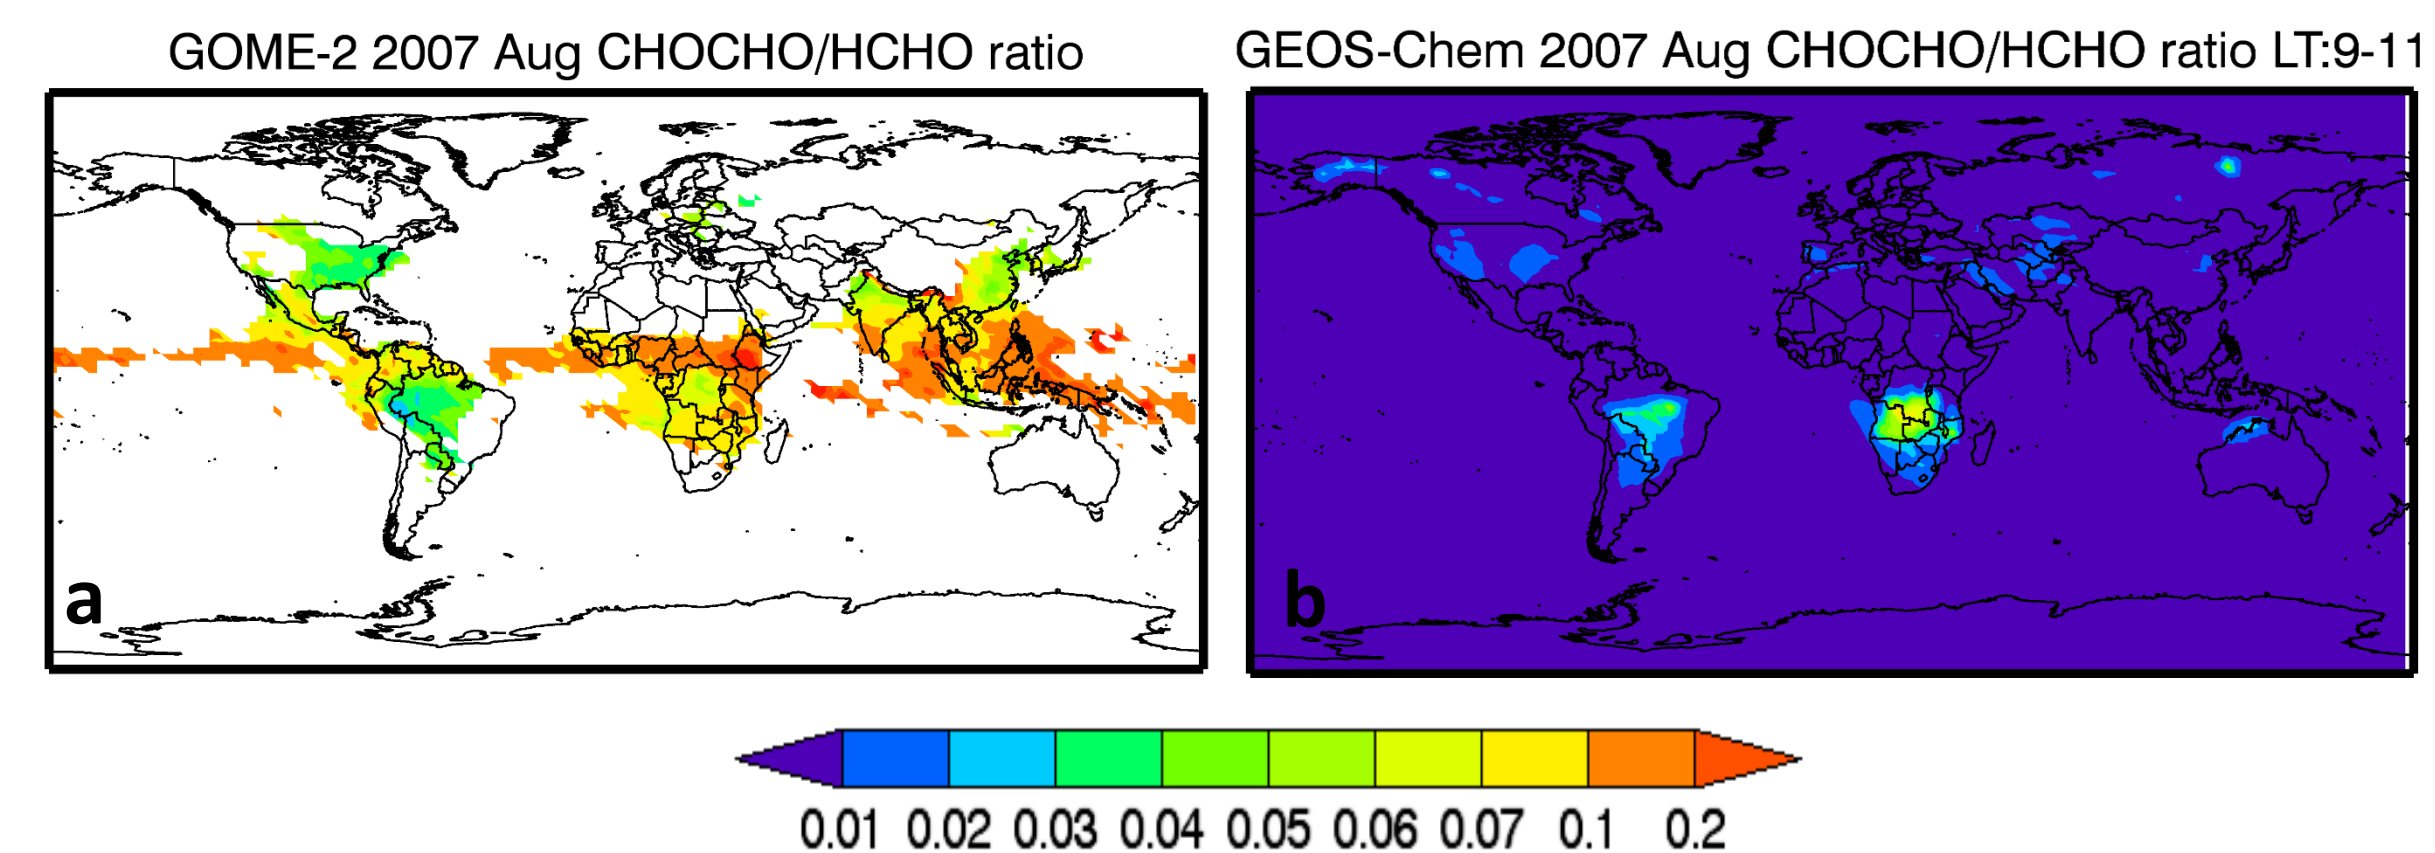 GOME-2 2007 Aug CHOCHO/HCHO ratio
GEOS-Chem 2007 Aug CHOCHO/HCHO ratio LT:9-11
a
b
0.01 0.02 0.03 0.04 0.05 0.06 0.07 0.1 0.2